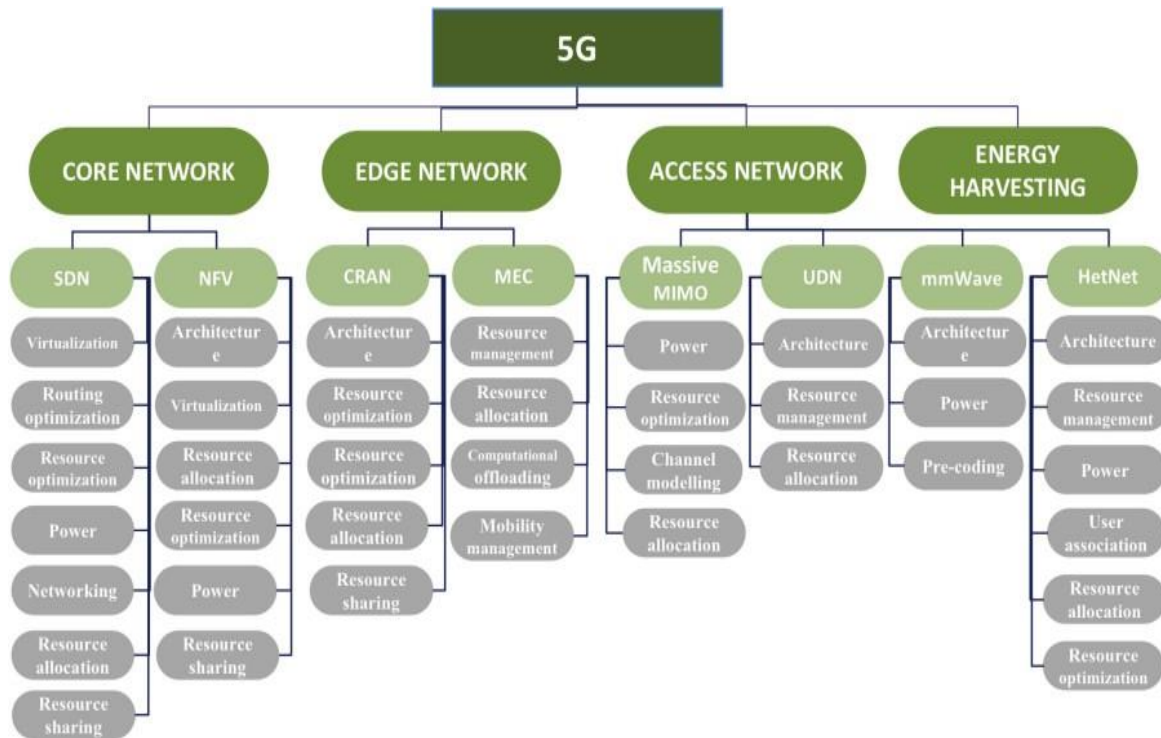 5G
CORE NETWORK
EDGE NETWORK
ACCESS NETWORK
ENERGY
HARVESTING
SDN
NFV
CRAN
MEC
Massive
MIMO
UDN
mmWave
HetNet
Virtualization
Routing
optimization
Resource
optimization
Power
Networking
Resource
allocation
Resource
sharing
Architectur
e
Virtualization
Resource
allocation
Resource
optimization
Power
Resource
sharing
Architectur
e
Resource
optimization
Resource
optimization
Resource
allocation
Resource
sharing
Resource
management
Resource
allocation
Computational
offloading
Mobility
management
Power
Resource
optimization
Channel
modelling
Resource
allocation
Architecture
Resource
management
Resource
allocation
Architectur
e
Power
Pre-coding
Architecture
Resource
management
Power
User
association
Resource
allocation
Resource
optimization